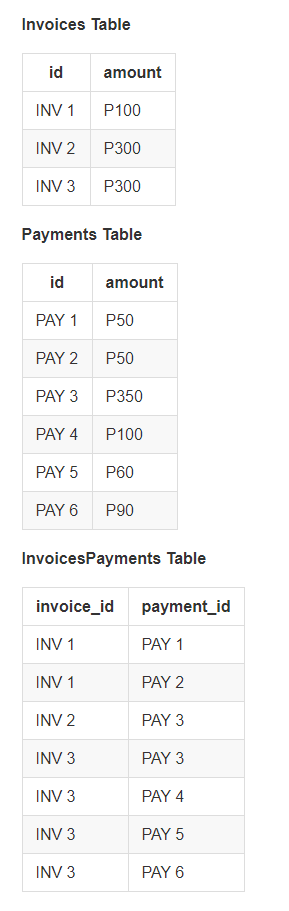 Invoices Table
id amount
INV 1 P100
INV 2 P300
INV 3 P300
Payments Table
id amount
PAY 1 P50
PAY 2 P50
PAY 3 P350
PAY 4 P100
PAY 5 P60
PAY 6 P90
InvoicesPayments Table
invoice_id payment_id
INV 1 PAY 1
INV 1 PAY 2
INV 2 PAY 3
INV 3 PAY 3
INV 3 PAY 4
INV 3 PAY 5
INV 3 PAY 6